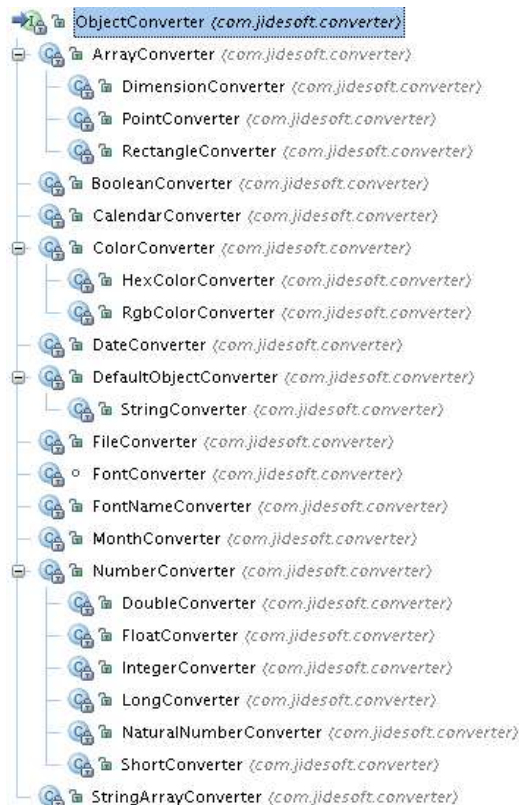 ObjectConverter (com.jidesoft.converter)
ArrayConverter (com.jidesoft.converter)
DimensionConverter (com.jidesoft.converter)
PointConverter (com.jidesoft.converter)
RectangleConverter (com.jidesoft.converter)
BooleanConverter (com.jidesoft.converter)
CalendarConverter (com.jidesoft.converter)
ColorConverter (com.jidesoft.converter)
HexColorConverter (com.jidesoft.converter)
RgbColorConverter (com.jidesoft.converter)
DateConverter (com.jidesoft.converter)
DefaultObjectConverter (com.jidesoft.converter)
StringConverter (com.jidesoft.converter)
FileConverter (com.jidesoft.converter)
FontConverter (com.jidesoft.converter)
FontNameConverter (com.jidesoft.converter)
MonthConverter (com.jidesoft.converter)
NumberConverter (com.jidesoft.converter)
DoubleConverter (com.jidesoft.converter)
FloatConverter (com.jidesoft.converter)
IntegerConverter (com.jidesoft.converter)
LongConverter (com.jidesoft.converter)
NaturalNumberConverter (com.jidesoft.converter)
ShortConverter (com.jidesoft.converter)
StringArrayConverter (com.jidesoft.converter)